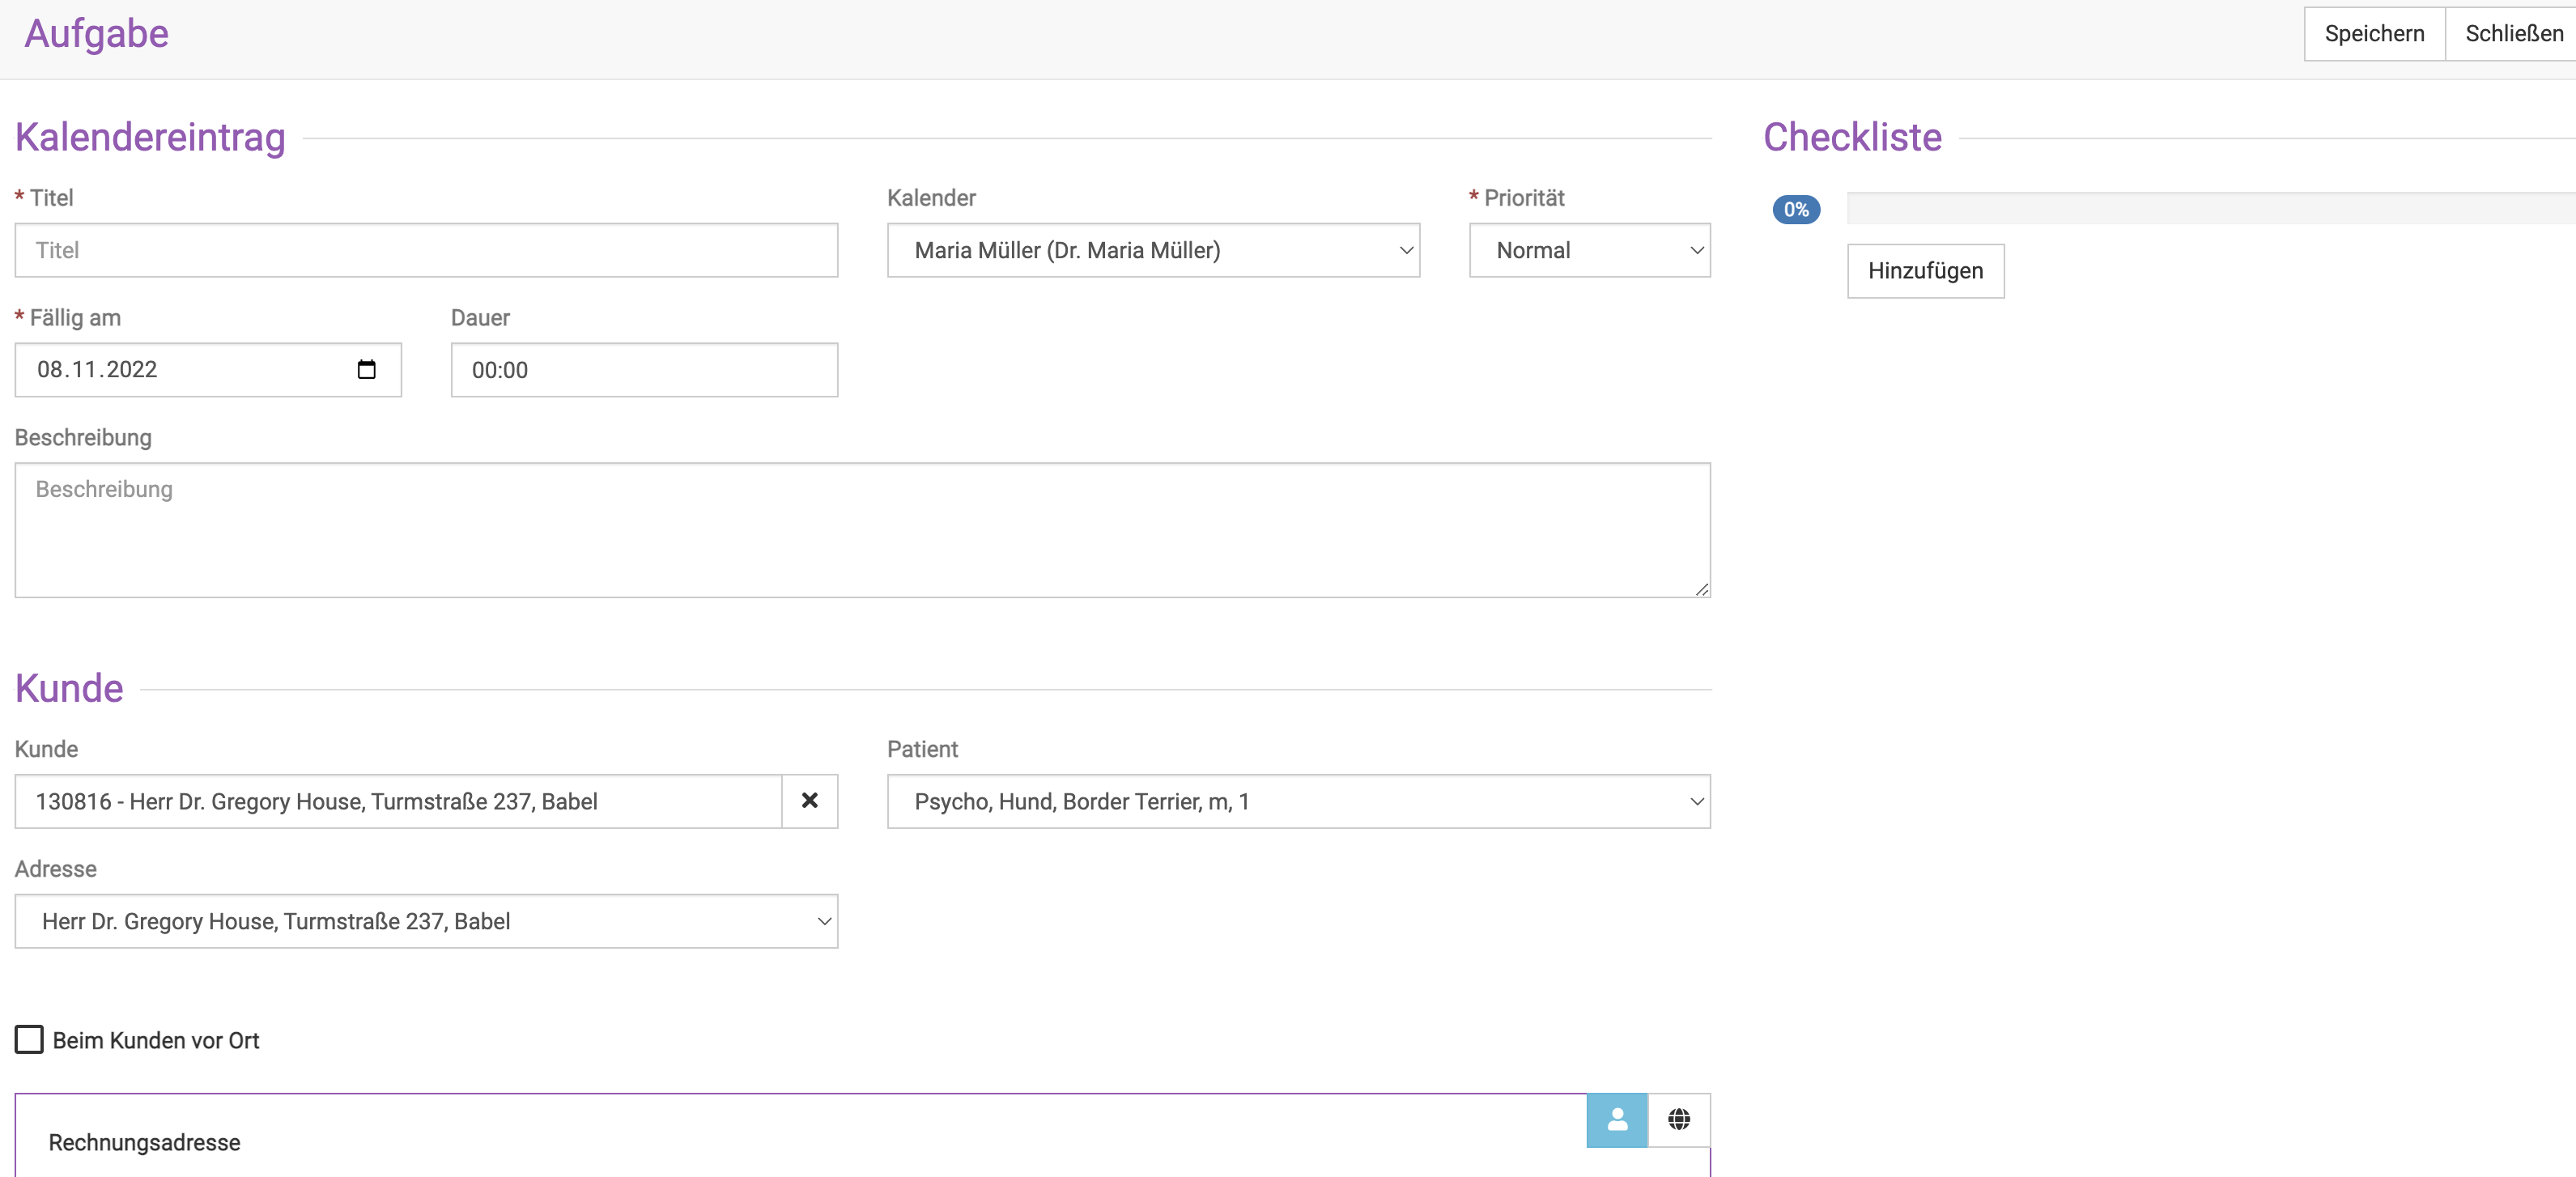 Aufgabe
Speichern
Schließen
Kalendereintrag
* Titel
Titel
Kalender
Maria Müller (Dr. Maria Müller)
* Priorität
Normal
* Fällig am
08.11.2022
Dauer
00:00
Beschreibung
Beschreibung
Kunde
Kunde
130816 - Herr Dr. Gregory House, Turmstraße 237, Babel
Patient
Psycho, Hund, Border Terrier, m, 1
Adresse
Herr Dr. Gregory House, Turmstraße 237, Babel
Beim Kunden vor Ort
Rechnungsadresse
Checkliste
0%
Hinzufügen